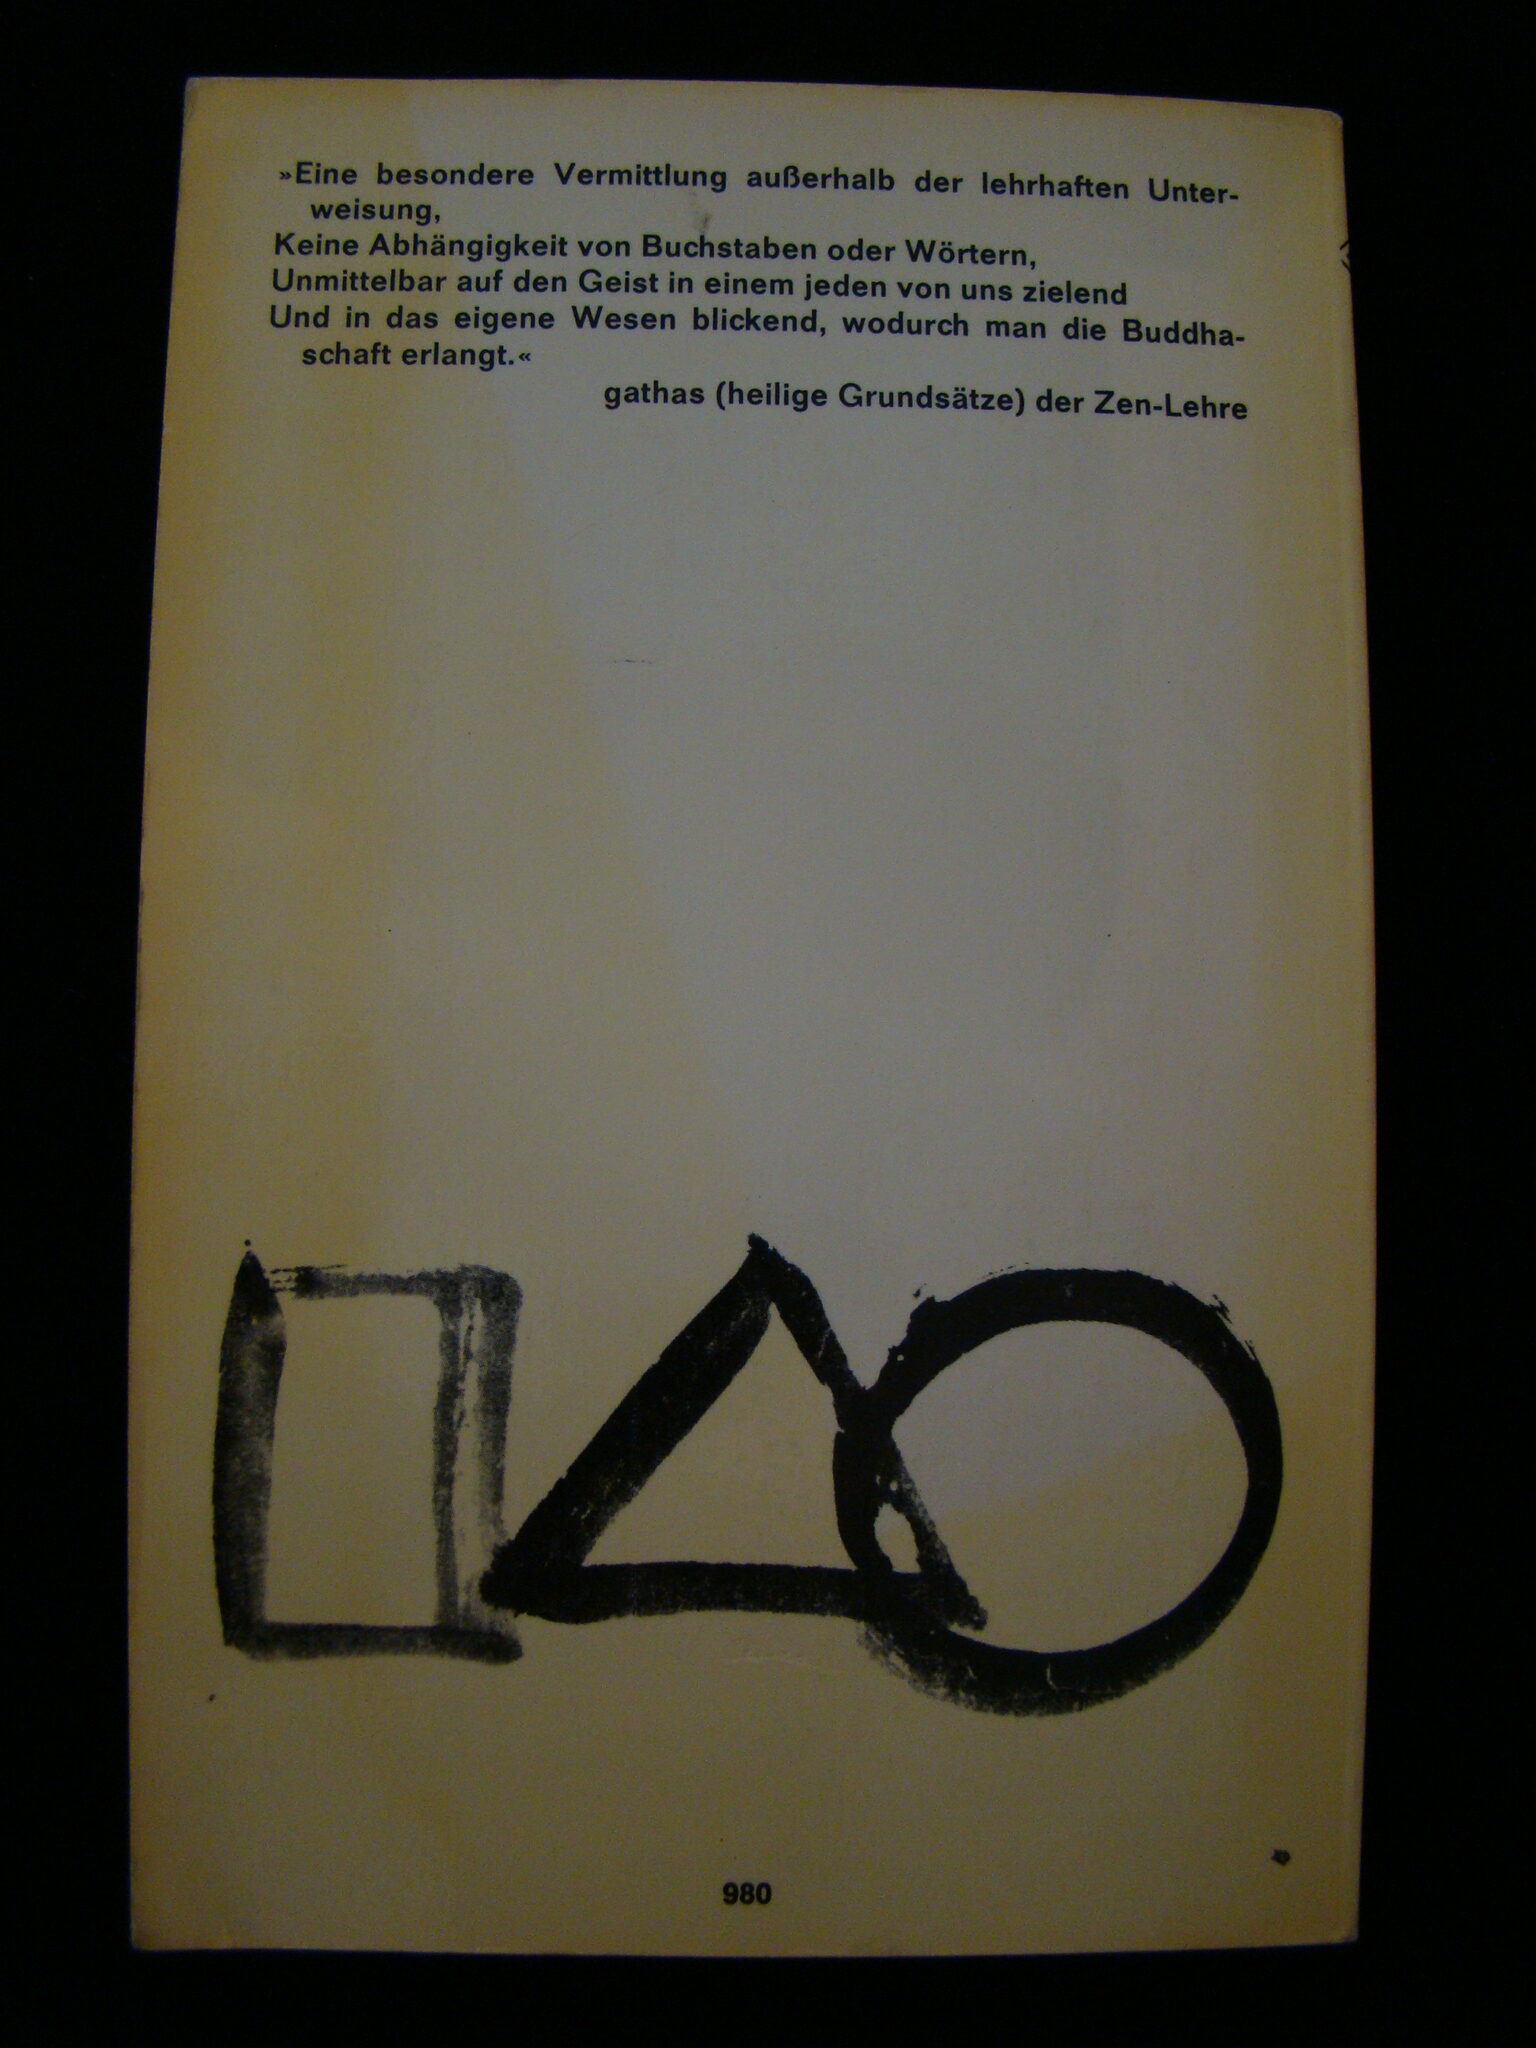 »Eine besondere Vermittlung außerhalb der lehrhaften Unter-
weisung,
Keine Abhängigkeit von Buchstaben oder Wörtern,
Unmittelbar auf den Geist in einem jeden von uns zielend
Und in das eigene Wesen blickend, wodurch man die Buddha-
schaft erlangt.«
gathas (heilige Grundsätze) der Zen-Lehre
980